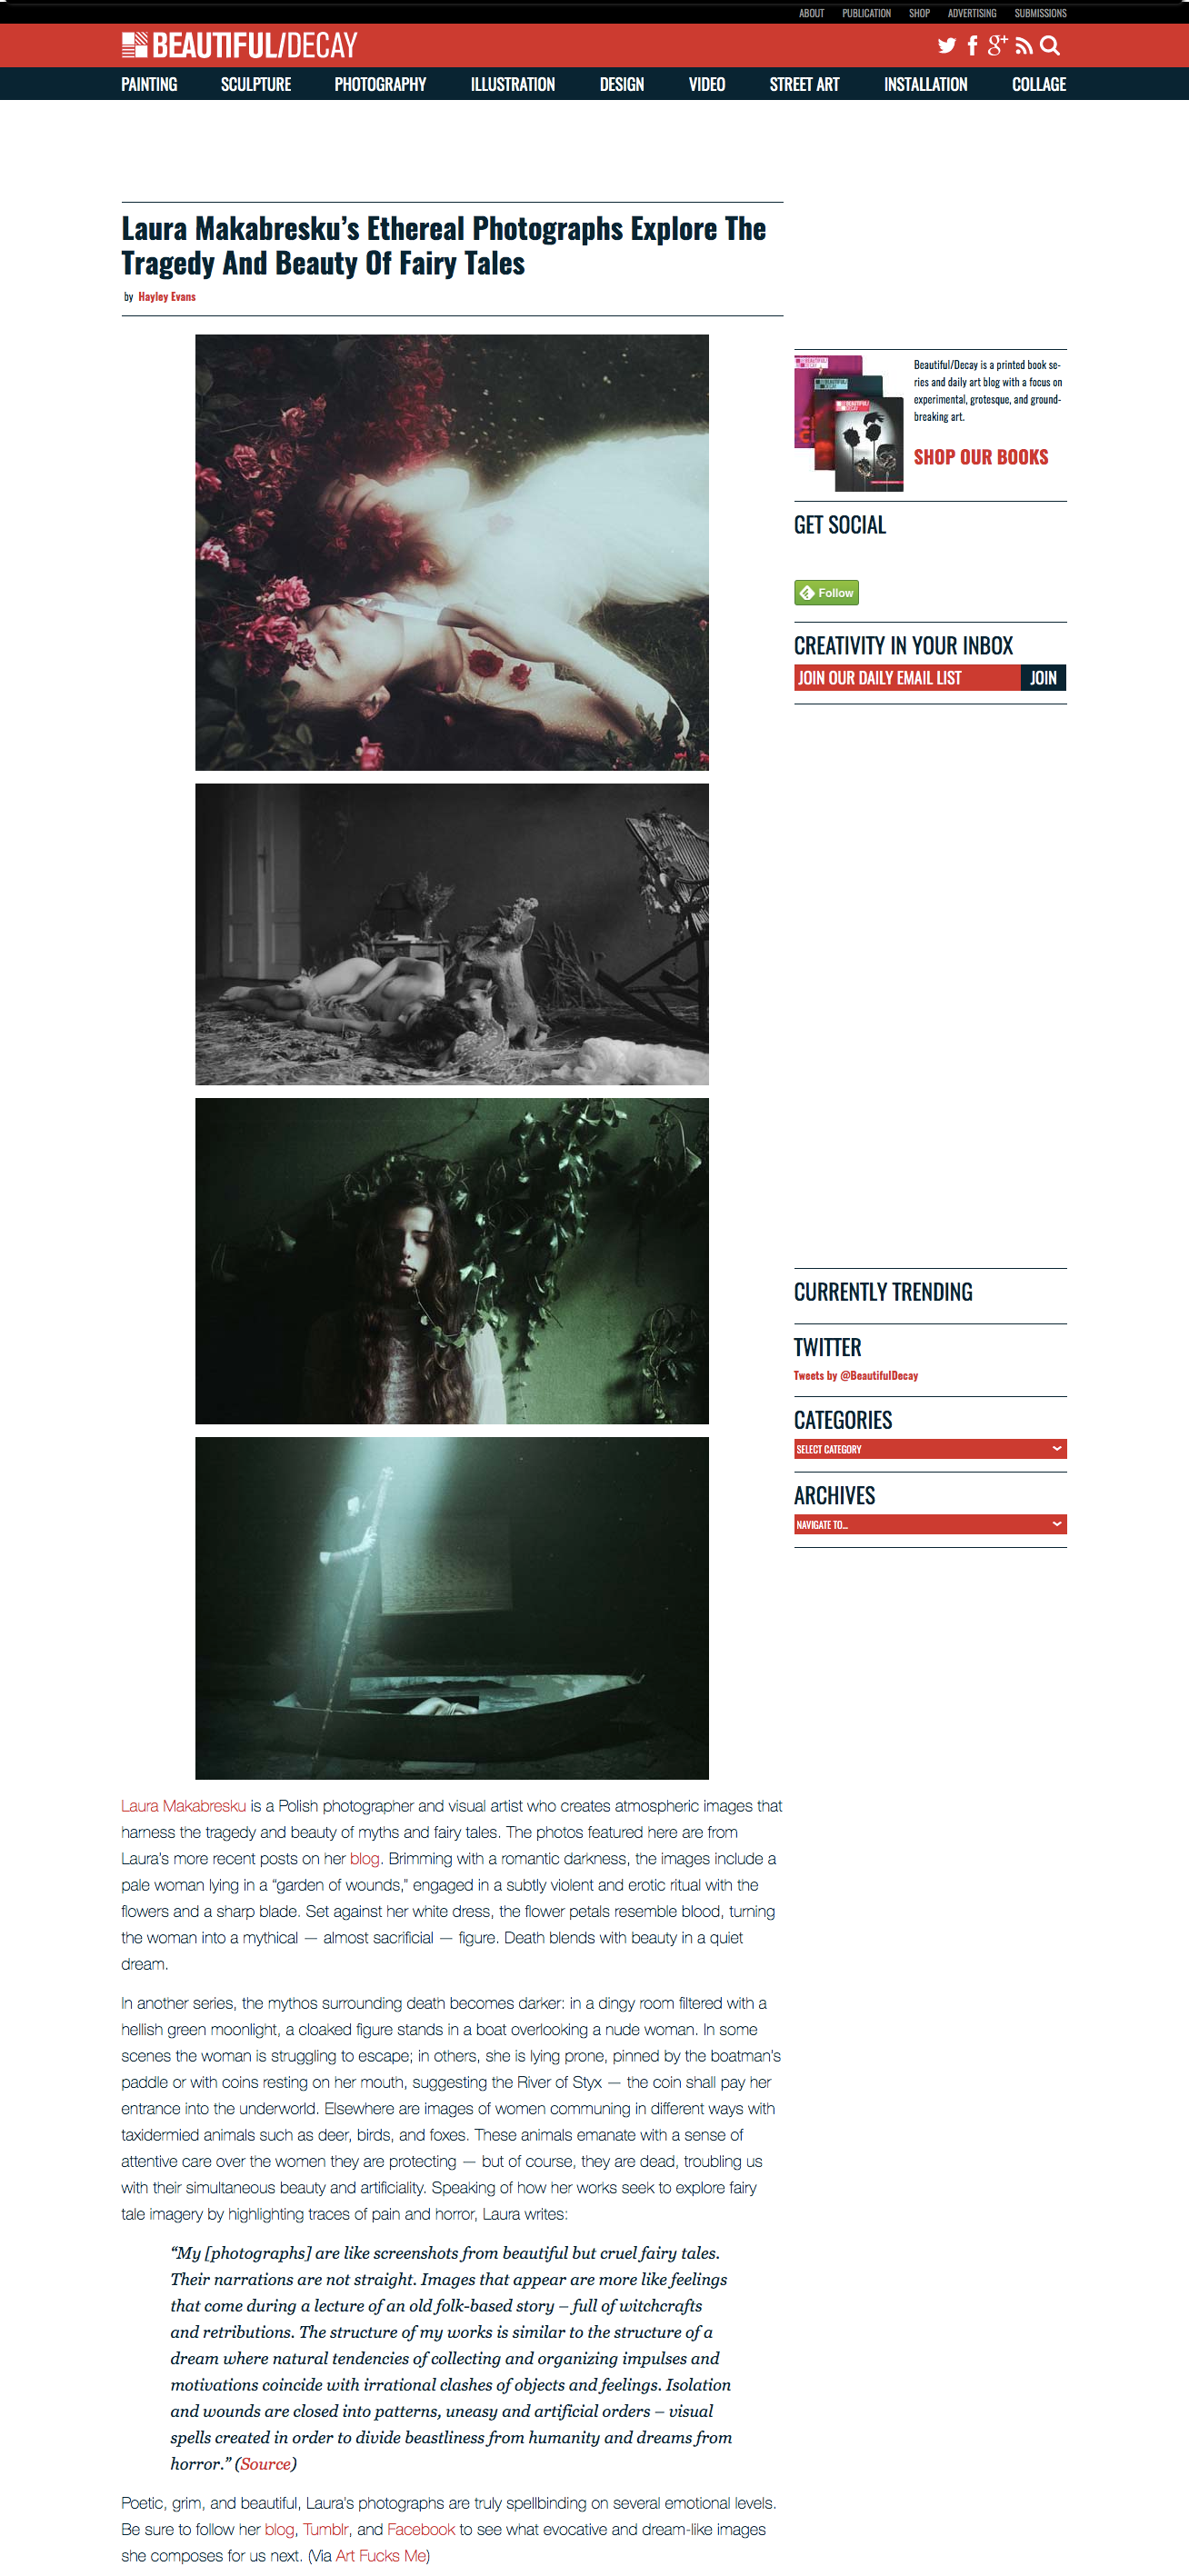 ABOUT PUBLICATION SHOP ADVERTISING SUBMISSIONS
BEAUTIFUL/DECAY
PAINTING SCULPTURE PHOTOGRAPHY ILLUSTRATION DESIGN VIDEO STREET ART INSTALLATION COLLAGE
Laura Makabresku’s Ethereal Photographs Explore The
Tragedy And Beauty Of Fairy Tales
by Hayley Evans
Beautiful/Decay is a printed book se-
ries and daily art blog with a focus on
experimental, grotesque, and ground-
breaking art.
SHOP OUR BOOKS
GET SOCIAL
Follow
CREATIVITY IN YOUR INBOX
JOIN OUR DAILY EMAIL LIST JOIN
CURRENTLY TRENDING
TWITTER
Tweets by @BeautifulDecay
CATEGORIES
SELECT CATEGORY
ARCHIVES
NAVIGATE TO...
Laura Makabresku is a Polish photographer and visual artist who creates atmospheric images that
harness the tragedy and beauty of myths and fairy tales. The photos featured here are from
Laura’s more recent posts on her blog. Brimming with a romantic darkness, the images include a
pale woman lying in a “garden of wounds,” engaged in a subtly violent and erotic ritual with the
flowers and a sharp blade. Set against her white dress, the flower petals resemble blood, turning
the woman into a mythical — almost sacrificial — figure. Death blends with beauty in a quiet
dream.
In another series, the mythos surrounding death becomes darker: in a dingy room filtered with a
hellish green moonlight, a cloaked figure stands in a boat overlooking a nude woman. In some
scenes the woman is struggling to escape; in others, she is lying prone, pinned by the boatman’s
paddle or with coins resting on her mouth, suggesting the River of Styx — the coin shall pay her
entrance into the underworld. Elsewhere are images of women communing in different ways with
taxidermied animals such as deer, birds, and foxes. These animals emanate with a sense of
attentive care over the women they are protecting — but of course, they are dead, troubling us
with their simultaneous beauty and artificiality. Speaking of how her works seek to explore fairy
tale imagery by highlighting traces of pain and horror, Laura writes:
“My [photographs] are like screenshots from beautiful but cruel fairy tales.
Their narrations are not straight. Images that appear are more like feelings
that come during a lecture of an old folk-based story – full of witchcrafts
and retributions. The structure of my works is similar to the structure of a
dream where natural tendencies of collecting and organizing impulses and
motivations coincide with irrational clashes of objects and feelings. Isolation
and wounds are closed into patterns, uneasy and artificial orders – visual
spells created in order to divide beastliness from humanity and dreams from
horror.” (Source)
Poetic, grim, and beautiful, Laura’s photographs are truly spellbinding on several emotional levels.
Be sure to follow her blog, Tumblr, and Facebook to see what evocative and dream-like images
she composes for us next. (Via Art Fucks Me)